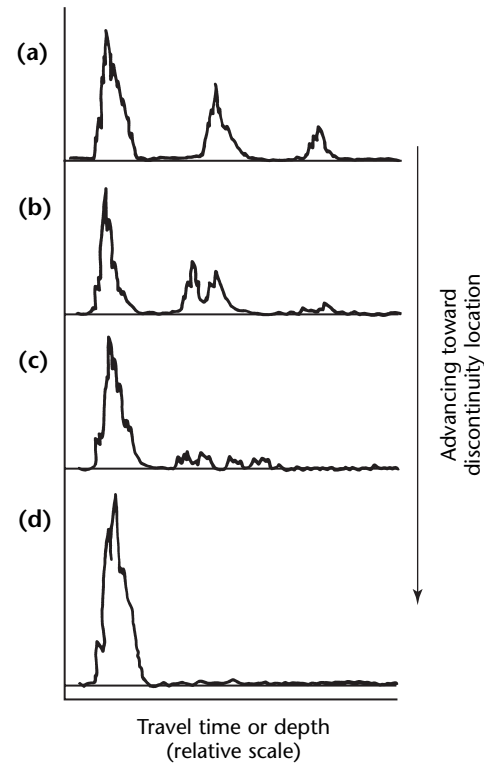 (a)
(b)
(c)
(d)
Advancing toward
discontinuity location
Travel time or depth
(relative scale)